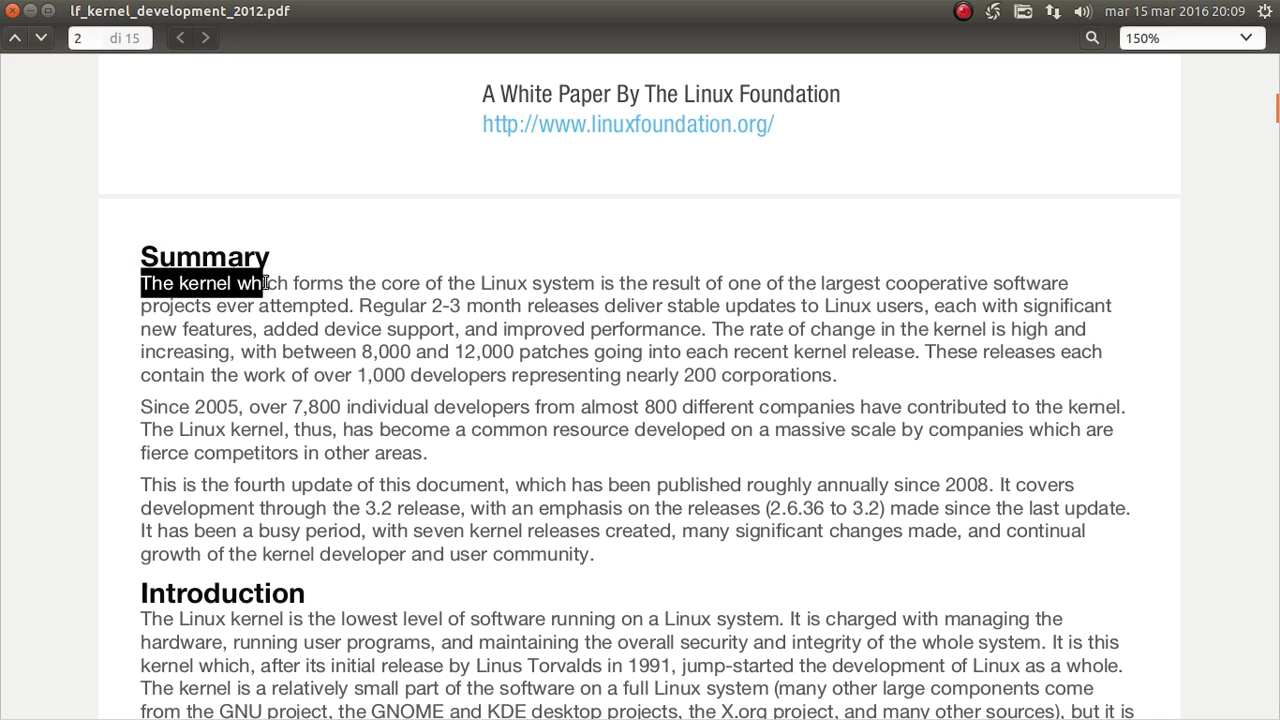 lf_kernel_development_2012.pdf
mar 15 mar 2016 20:09
2 di 15
150%
A White Paper By The Linux Foundation
http://www.linuxfoundation.org/
Summary
The kernel which forms the core of the Linux system is the result of one of the largest cooperative software
projects ever attempted. Regular 2-3 month releases deliver stable updates to Linux users, each with significant
new features, added device support, and improved performance. The rate of change in the kernel is high and
increasing, with between 8,000 and 12,000 patches going into each recent kernel release. These releases each
contain the work of over 1,000 developers representing nearly 200 corporations.
Since 2005, over 7,800 individual developers from almost 800 different companies have contributed to the kernel.
The Linux kernel, thus, has become a common resource developed on a massive scale by companies which are
fierce competitors in other areas.
This is the fourth update of this document, which has been published roughly annually since 2008. It covers
development through the 3.2 release, with an emphasis on the releases (2.6.36 to 3.2) made since the last update.
It has been a busy period, with seven kernel releases created, many significant changes made, and continual
growth of the kernel developer and user community.
Introduction
The Linux kernel is the lowest level of software running on a Linux system. It is charged with managing the
hardware, running user programs, and maintaining the overall security and integrity of the whole system. It is this
kernel which, after its initial release by Linus Torvalds in 1991, jump-started the development of Linux as a whole.
The kernel is a relatively small part of the software on a full Linux system (many other large components come
from the GNU project, the GNOME and KDE desktop projects, the X.org project, and many other sources), but it is